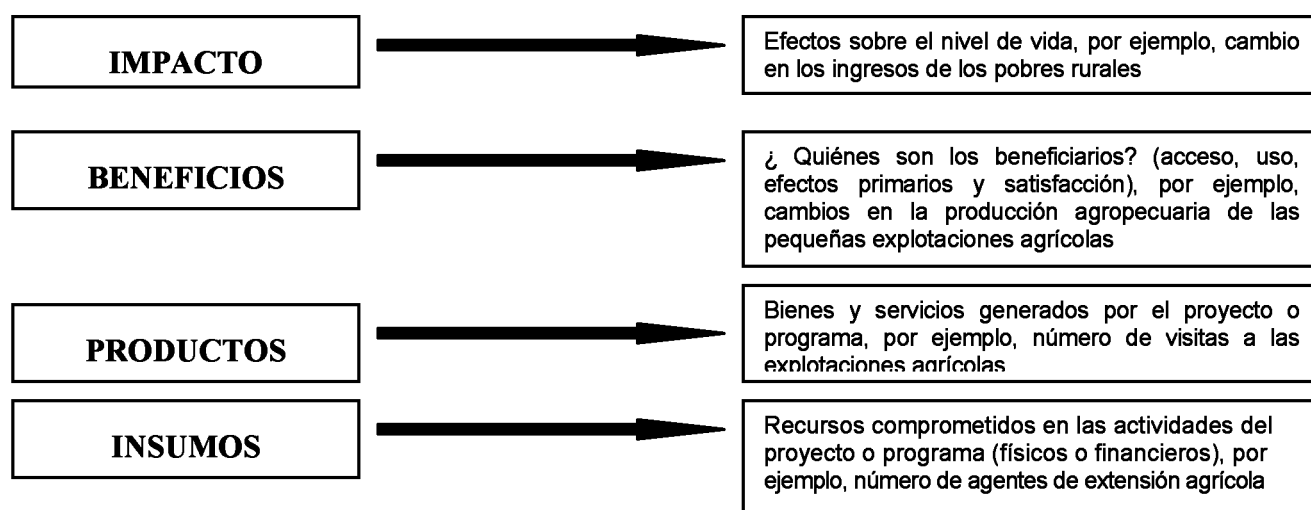 IMPACTO
Efectos sobre el nivel de vida, por ejemplo, cambio
en los ingresos de los pobres rurales
BENEFICIOS
¿ Quiénes son los beneficiarios? (acceso, uso,
efectos primarios y satisfacción), por ejemplo,
cambios en la producción agropecuaria de las
pequeñas explotaciones agrícolas
PRODUCTOS
Bienes y servicios generados por el proyecto o
programa, por ejemplo, número de visitas a las
explotaciones agrícolas
INSUMOS
Recursos comprometidos en las actividades del
proyecto o programa (físicos o financieros), por
ejemplo, número de agentes de extensión agrícola